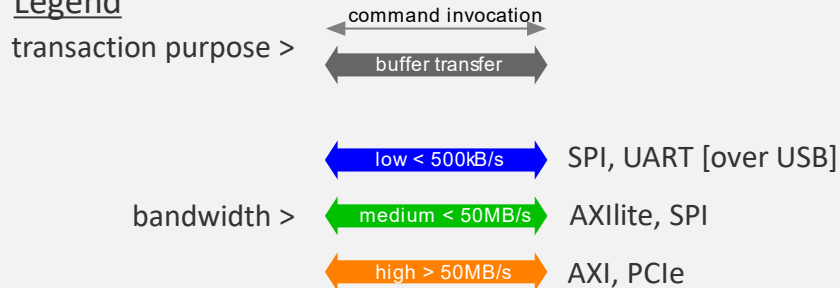 Legend
command invocation
transaction purpose >
buffer transfer
low < 500kB/s SPI, UART [over USB]
bandwidth > medium < 50MB/s AXIlite, SPI
high > 50MB/s AXI, PCIe